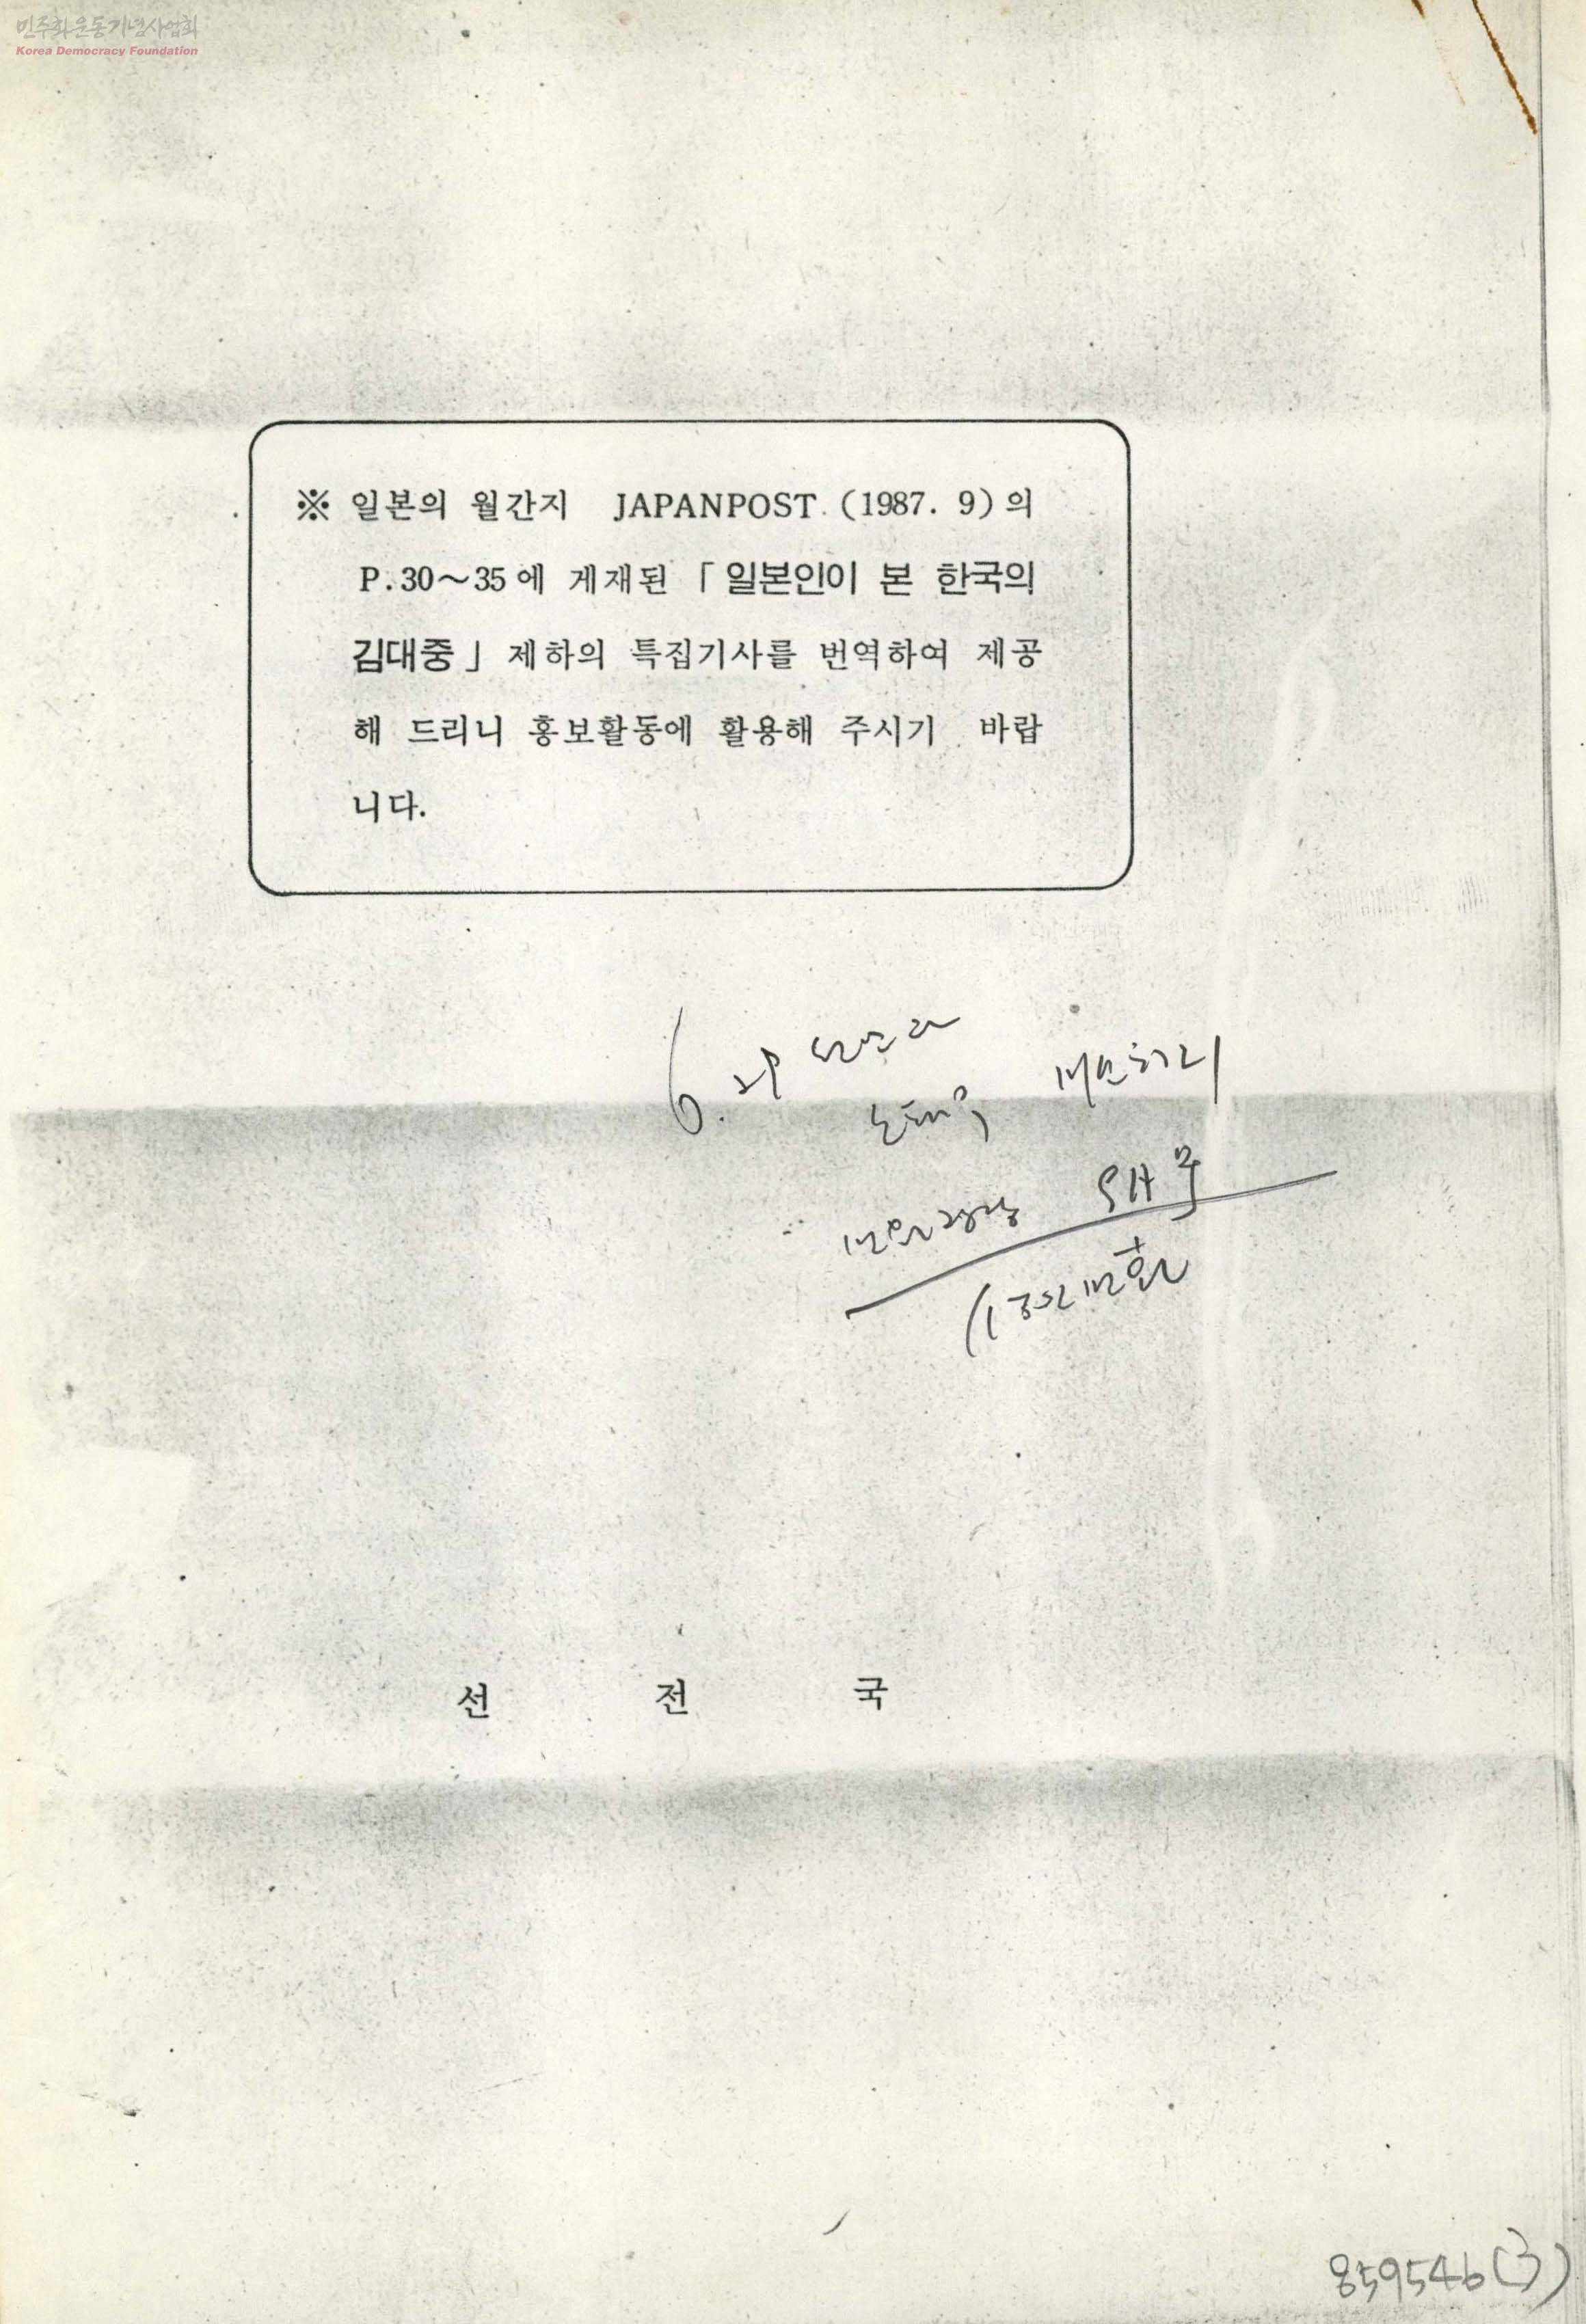 민주화운동기념사업회
Korea Democracy Foundation
※ 일본의 월간지 JAPANPOST (1987. 9)의
P.30~35에 게재된 「일본인이 본 한국의
김대중」 제하의 특집기사를 번역하여 제공
해 드리니 홍보활동에 활용해 주시기 바랍
니다.
6.29
선 전 국
859546(3)